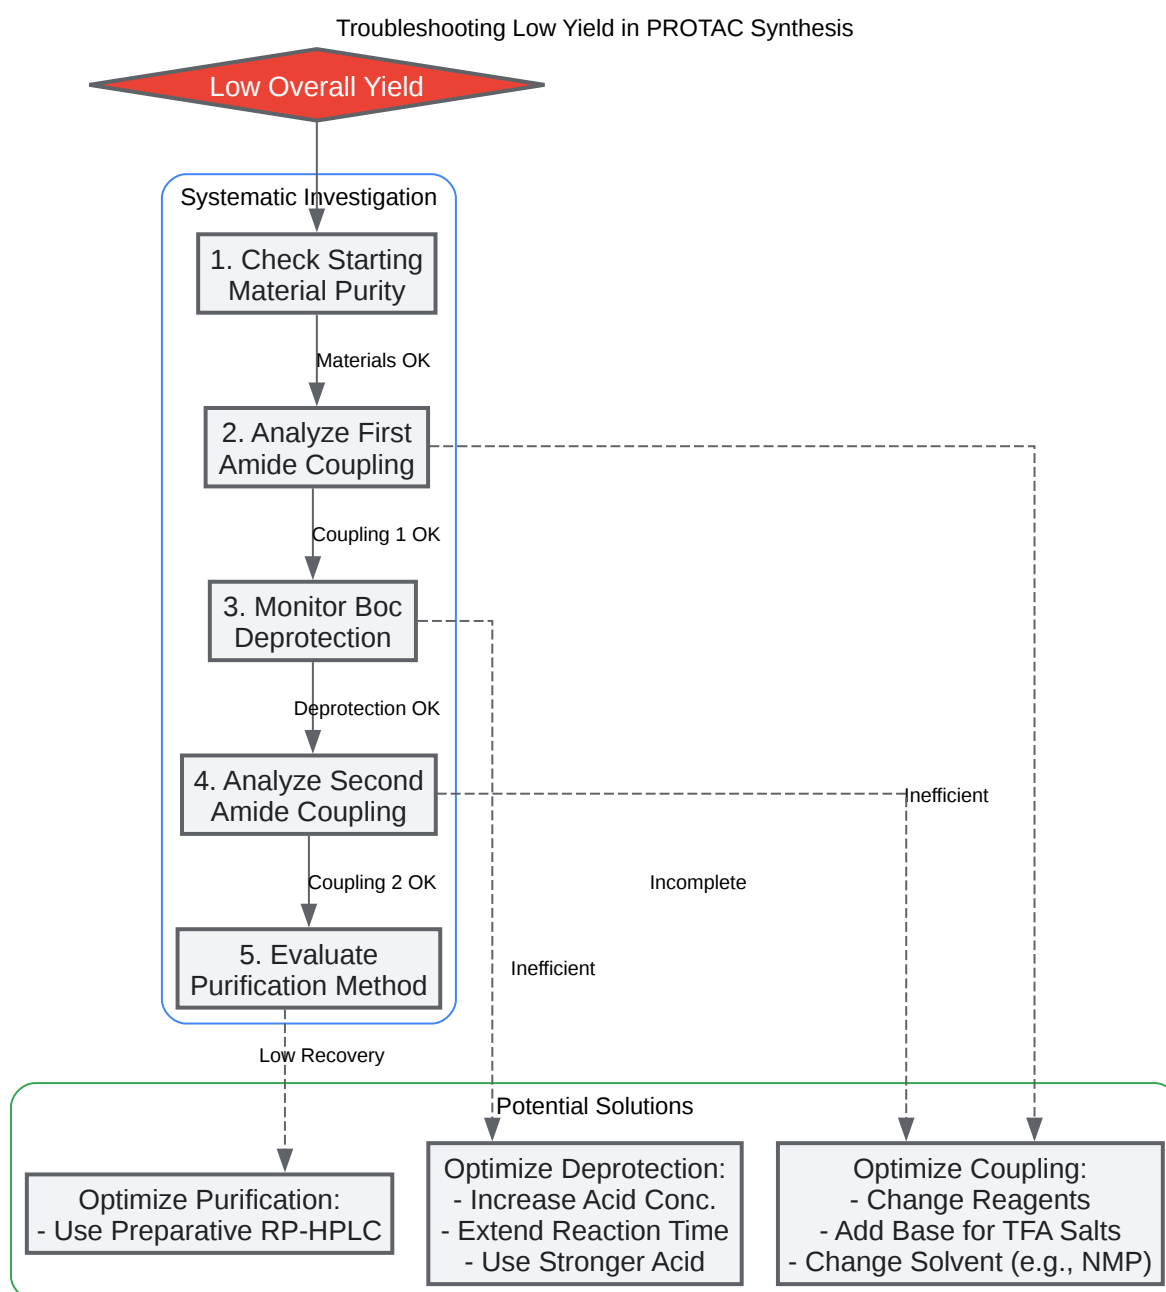 Troubleshooting Low Yield in PROTAC Synthesis
Low Overall Yield
Systematic Investigation
1. Check Starting
Material Purity
Materials OK
2. Analyze First
Amide Coupling
Coupling 1 OK
3. Monitor Boc
Deprotection
Deprotection OK
4. Analyze Second
Amide Coupling
Inefficient
Coupling 2 OK
Incomplete
5. Evaluate
Purification Method
Inefficient
Low Recovery
Potential Solutions
Optimize Purification:
- Use Preparative RP-HPLC
Optimize Deprotection:
- Increase Acid Conc.
- Extend Reaction Time
- Use Stronger Acid
Optimize Coupling:
- Change Reagents
- Add Base for TFA Salts
- Change Solvent (e.g., NMP)